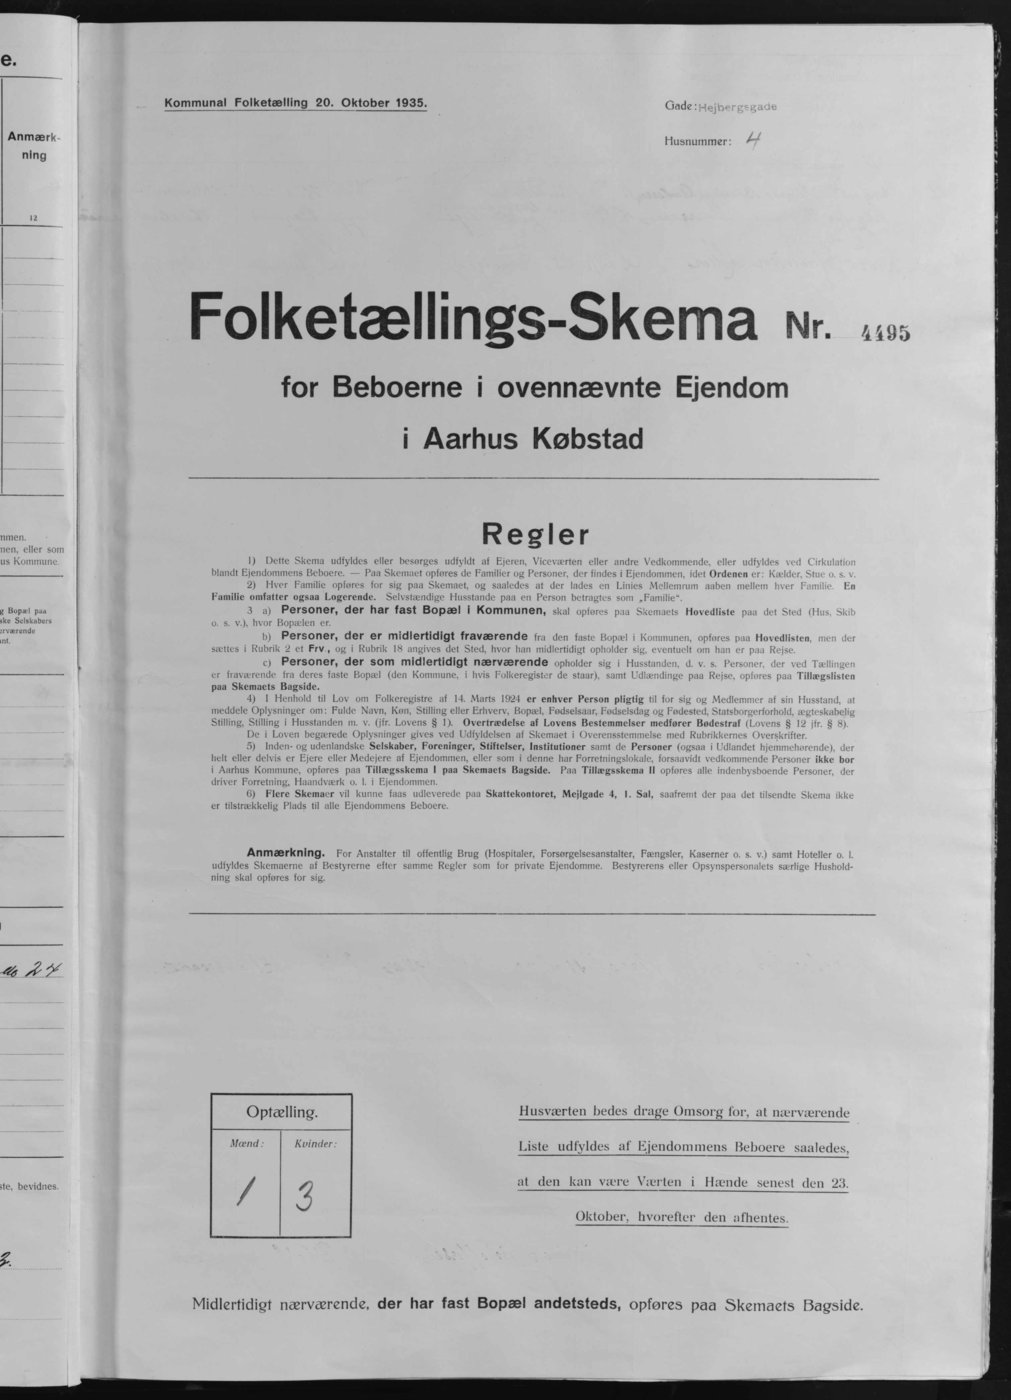 e.
Anmærk-
ning
12
mmen.
men, eller som
us Kommune.
g Bopæl paa
ske Selskabers
erværende
ant.
do 24
ste, bevidnes.
3.
Kommunal Folketælling 20. Oktober 1935.
Gade: Hejbergsgade
Husnummer: 4
Folketællings-Skema Nr. 4495
for Beboerne i ovennævnte Ejendom
i Aarhus Købstad
Regler
1) Dette Skema udfyldes eller besørges udfyldt af Ejeren, Viceværten eller andre Vedkommende, eller udfyldes ved Cirkulation
blandt Ejendommens Beboere. — Paa Skemaet opføres de Familier og Personer, der findes i Ejendommen, idet Ordenen er: Kælder, Stue o. s. v.
2) Hver Familie opføres for sig paa Skemaet, og saaledes at der lades en Linies Mellemrum aaben mellem hver Familie. En
Familie omfatter ogsaa Logerende. Selvstændige Husstande paa en Person betragtes som „Familie“.
3 a) Personer, der har fast Bopæl i Kommunen, skal opføres paa Skemaets Hovedliste paa det Sted (Hus, Skib
o. s. v.), hvor Bopælen er.
b) Personer, der er midlertidigt fraværende fra den faste Bopæl i Kommunen, opføres paa Hovedlisten, men der
sættes i Rubrik 2 et Frv., og i Rubrik 18 angives det Sted, hvor han midlertidigt opholder sig, eventuelt om han er paa Rejse.
c) Personer, der som midlertidigt nærværende opholder sig i Husstanden, d. v. s. Personer, der ved Tællingen
er fraværende fra deres faste Bopæl (den Kommune, i hvis Folkeregister de staar), samt Udlændinge paa Rejse, opføres paa Tillægslisten
paa Skemaets Bagside.
4) I Henhold til Lov om Folkeregistre af 14. Marts 1924 er enhver Person pligtig til for sig og Medlemmer af sin Husstand, at
meddele Oplysninger om: Fulde Navn, Køn, Stilling eller Erhverv, Bopæl, Fødselsaar, Fødselsdag og Fødested, Statsborgerforhold, ægteskabelig
Stilling, Stilling i Husstanden m. v. (jfr. Lovens § 1). Overtrædelse af Lovens Bestemmelser medfører Bødestraf (Lovens § 12 jfr. § 8).
De i Loven begærede Oplysninger gives ved Udfyldelsen af Skemaet i Overensstemmelse med Rubrikkernes Overskrifter.
5) Inden- og udenlandske Selskaber, Foreninger, Stiftelser, Institutioner samt de Personer (ogsaa i Udlandet hjemmehørende), der
helt eller delvis er Ejere eller Medejere af Ejendommen, eller som i denne har Forretningslokale, forsaavidt vedkommende Personer ikke bor
i Aarhus Kommune, opføres paa Tillægsskema I paa Skemaets Bagside. Paa Tillægsskema II opføres alle indenbysboende Personer, der
driver Forretning, Haandværk o. l. i Ejendommen.
6) Flere Skemaer vil kunne faas udleverede paa Skattekontoret, Mejlgade 4, 1. Sal, saafremt der paa det tilsendte Skema ikke
er tilstrækkelig Plads til alle Ejendommens Beboere.
Anmærkning. For Anstalter til offentlig Brug (Hospitaler, Forsørgelsesanstalter, Fængsler, Kaserner o. s. v.) samt Hoteller o. l.
udfyldes Skemaerne af Bestyrerne efter samme Regler som for private Ejendomme. Bestyrerens eller Opsynspersonalets særlige Hushold-
ning skal opføres for sig.
Optælling.
Mænd: Kvinder:
1 3
Husværten bedes drage Omsorg for, at nærværende
Liste udfyldes af Ejendommens Beboere saaledes,
at den kan være Værten i Hænde senest den 23.
Oktober, hvorefter den afhentes.
Midlertidigt nærværende, der har fast Bopæl andetsteds, opføres paa Skemaets Bagside.